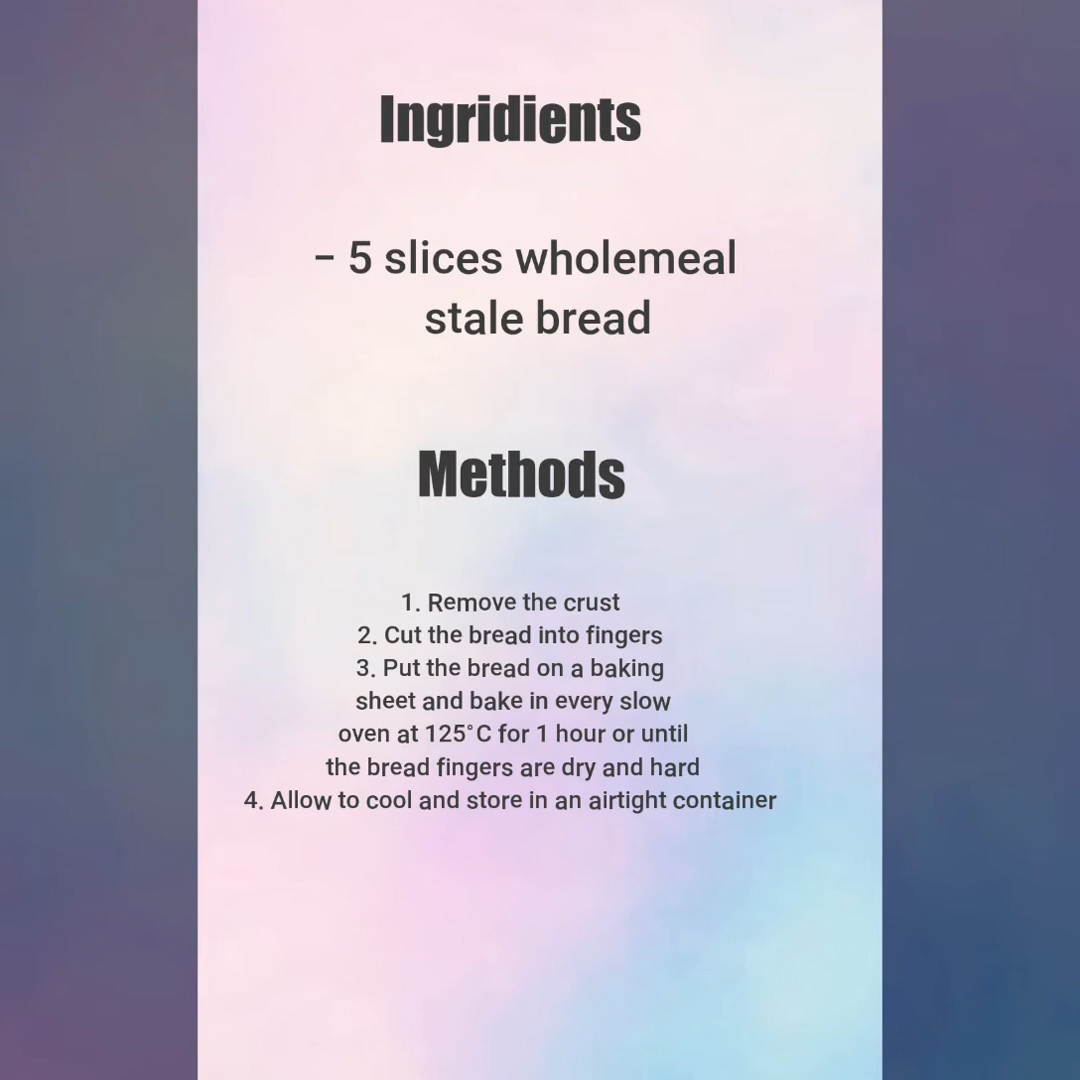 Ingridients
– 5 slices wholemeal
stale bread
Methods
1. Remove the crust
2. Cut the bread into fingers
3. Put the bread on a baking
sheet and bake in every slow
oven at 125°C for 1 hour or until
the bread fingers are dry and hard
4. Allow to cool and store in an airtight container